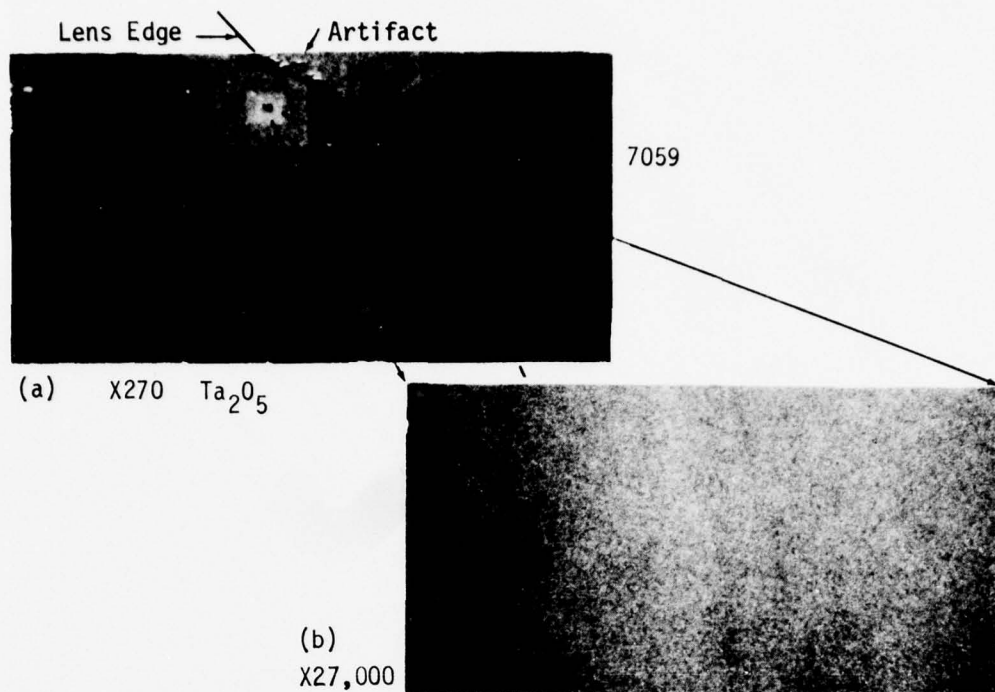 Lens Edge
Artifact
7059
(a) X270 Ta₂O₅
(b)
X27,000